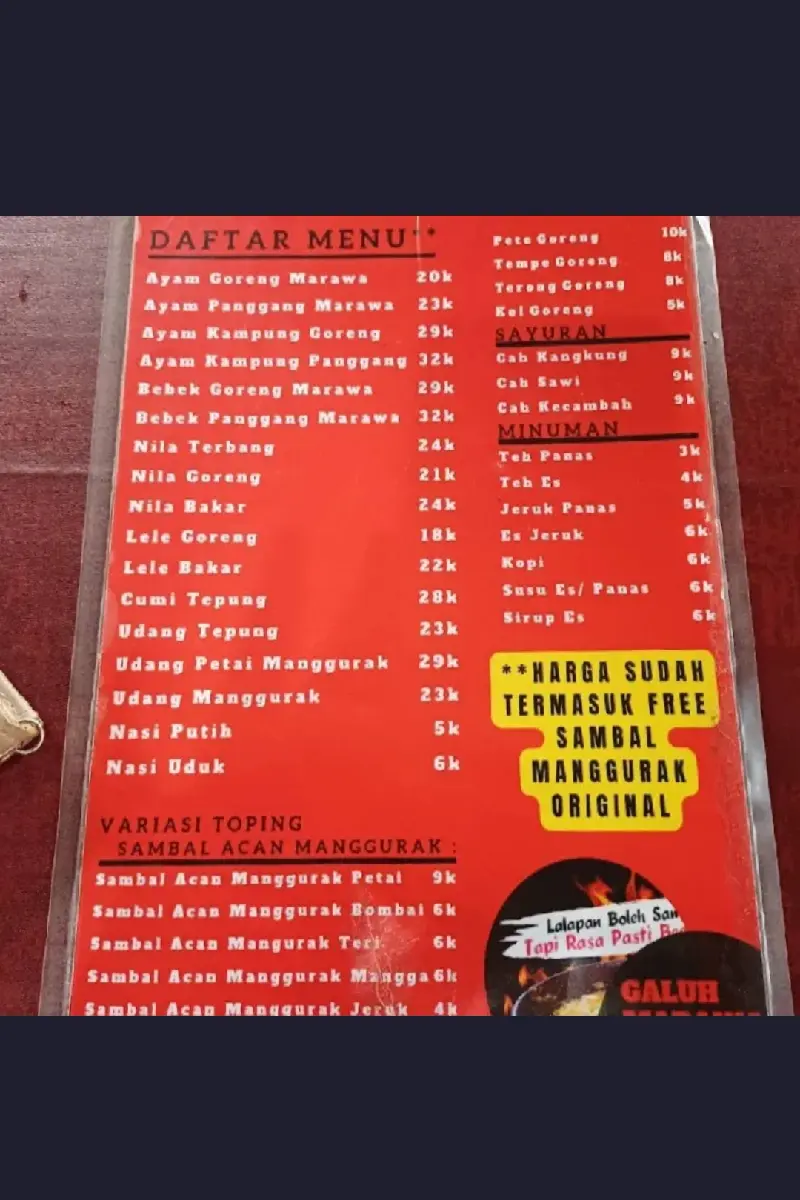 DAFTAR MENU**
Ayam Goreng Marawa 20k
Ayam Panggang Marawa 23k
Ayam Kampung Goreng 29k
Ayam Kampung Panggang 32k
Bebek Goreng Marawa 29k
Bebek Panggang Marawa 32k
Nila Terbang 24k
Nila Goreng 21k
Nila Bakar 24k
Lele Goreng 18k
Lele Bakar 22k
Cumi Tepung 28k
Udang Tepung 23k
Udang Petai Manggurak 29k
Udang Manggurak 23k
Nasi Putih 5k
Nasi Uduk 6k
VARIASI TOPING
SAMBAL ACAN MANGGURAK :
Sambal Acan Manggurak Petai 9k
Sambal Acan Manggurak Bombai 6k
Sambal Acan Mangurak Teri 6k
Sambal Acan Manggurak Mangga 6k
Sambal Acan Manggurak Jeruk 4k
Pete Goreng 10k
Tempe Goreng 8k
Terong Goreng 8k
Kol Goreng 5k
SAYURAN
Cah Kangkung 9k
Cah Sawi 9k
Cah Kecambah 9k
MINUMAN
Teh Panas 3k
Teh Es 4k
Jeruk Panas 5k
Es Jeruk 6k
Kopi 6k
Susu Es/ Panas 6k
Sirup Es 6k
**HARGA SUDAH
TERMASUK FREE
SAMBAL
MANGGURAK
ORIGINAL
Lalapan Boleh Sam
Tapi Rasa Pasti
GALUH